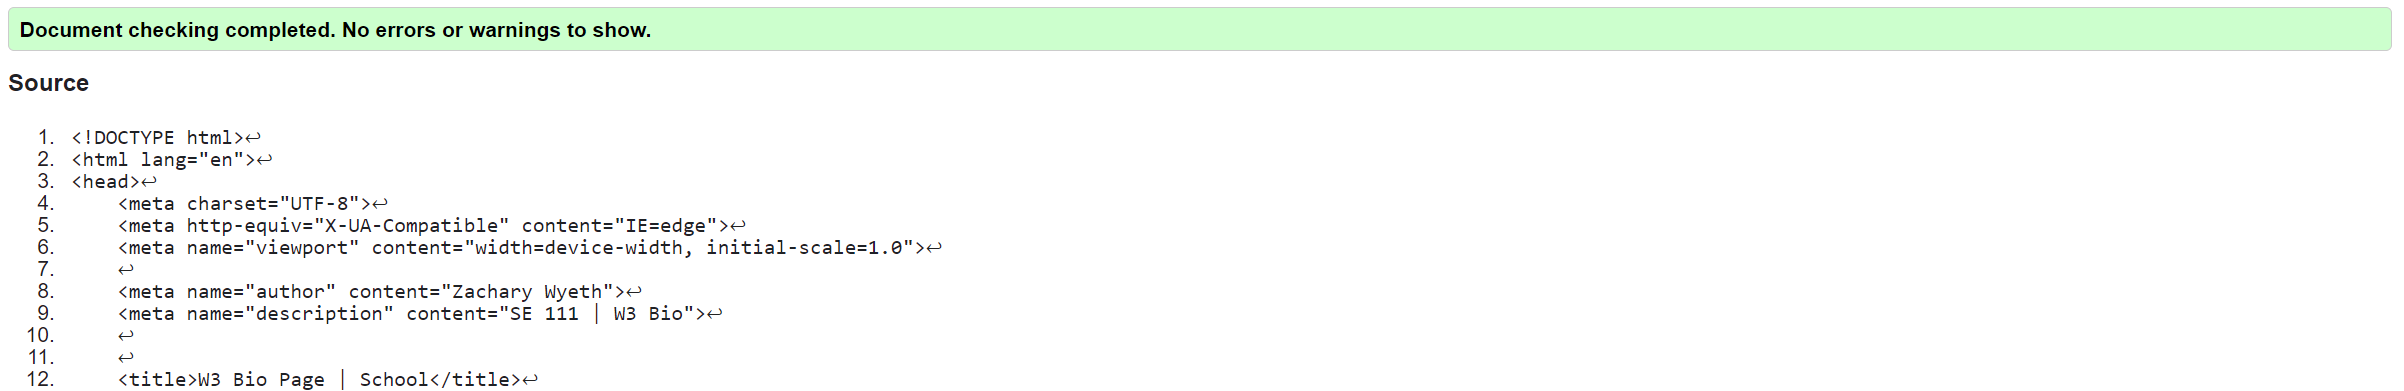 Document checking completed. No errors or warnings to show.
Source
1. <!DOCTYPE html>↩
2. <html lang="en">↩
3. <head>↩
4.     <meta charset="UTF-8">↩
5.     <meta http-equiv="X-UA-Compatible" content="IE=edge">↩
6.     <meta name="viewport" content="width=device-width, initial-scale=1.0">↩
7.     ↩
8.     <meta name="author" content="Zachary Wyeth">↩
9.     <meta name="description" content="SE 111 | W3 Bio">↩
10.     ↩
11.     ↩
12.     <title>W3 Bio Page | School</title>↩